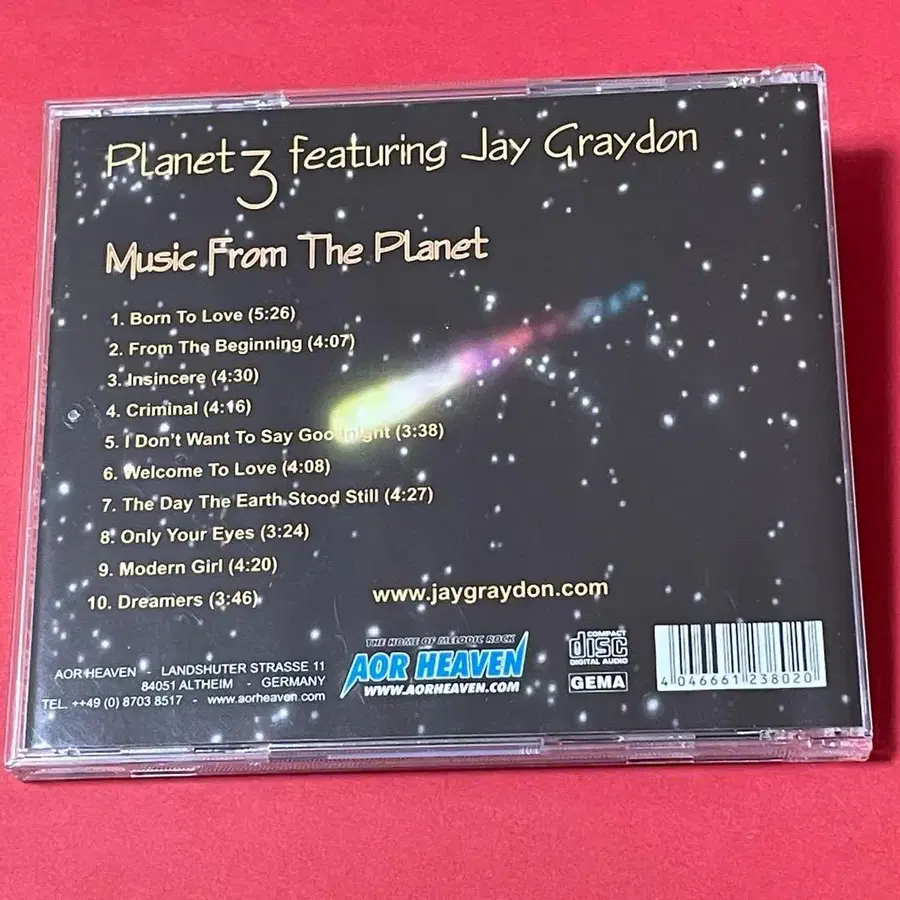 Planet 3 featuring Jay Graydon
Music From The Planet
1. Born To Love (5:26)
2. From The Beginning (4:07)
3. Insincere (4:30)
4. Criminal (4:16)
5. I Don't Want To Say Goodnight (3:38)
6. Welcome To Love (4:08)
7. The Day The Earth Stood Still (4:27)
8. Only Your Eyes (3:24)
9. Modern Girl (4:20)
10. Dreamers (3:46)
www.jaygraydon.com
AOR HEAVEN - LANDSHUTER STRASSE 11
84051 ALTHEIM - GERMANY
TEL. ++49 (0) 8703 8517 - www.aorheaven.com
THE HOME OF MELODIC ROCK
AOR HEAVEN
WWW.AORHEAVEN.COM
COMPACT
disc
DIGITAL AUDIO
GEMA
4 046661 238020